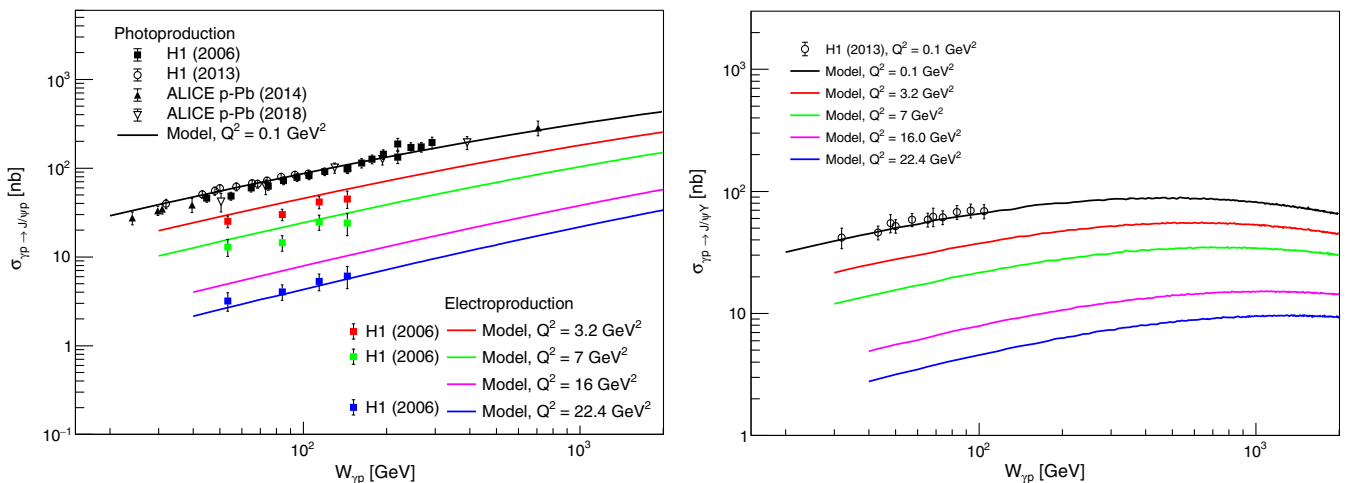 Photoproduction
H1 (2006)
H1 (2013)
ALICE p-Pb (2014)
ALICE p-Pb (2018)
Model, Q² = 0.1 GeV²
10³
10²
10
1
10⁻¹
σγp → J/ψp [nb]
Electroproduction
H1 (2006) Model, Q² = 3.2 GeV²
H1 (2006) Model, Q² = 7 GeV²
Model, Q² = 16 GeV²
H1 (2006) Model, Q² = 22.4 GeV²
10² 10³
Wγp [GeV]
H1 (2013), Q² = 0.1 GeV²
Model, Q² = 0.1 GeV²
Model, Q² = 3.2 GeV²
Model, Q² = 7 GeV²
Model, Q² = 16.0 GeV²
Model, Q² = 22.4 GeV²
10³
10²
10
1
σγp → J/ψY [nb]
10² 10³
Wγp [GeV]